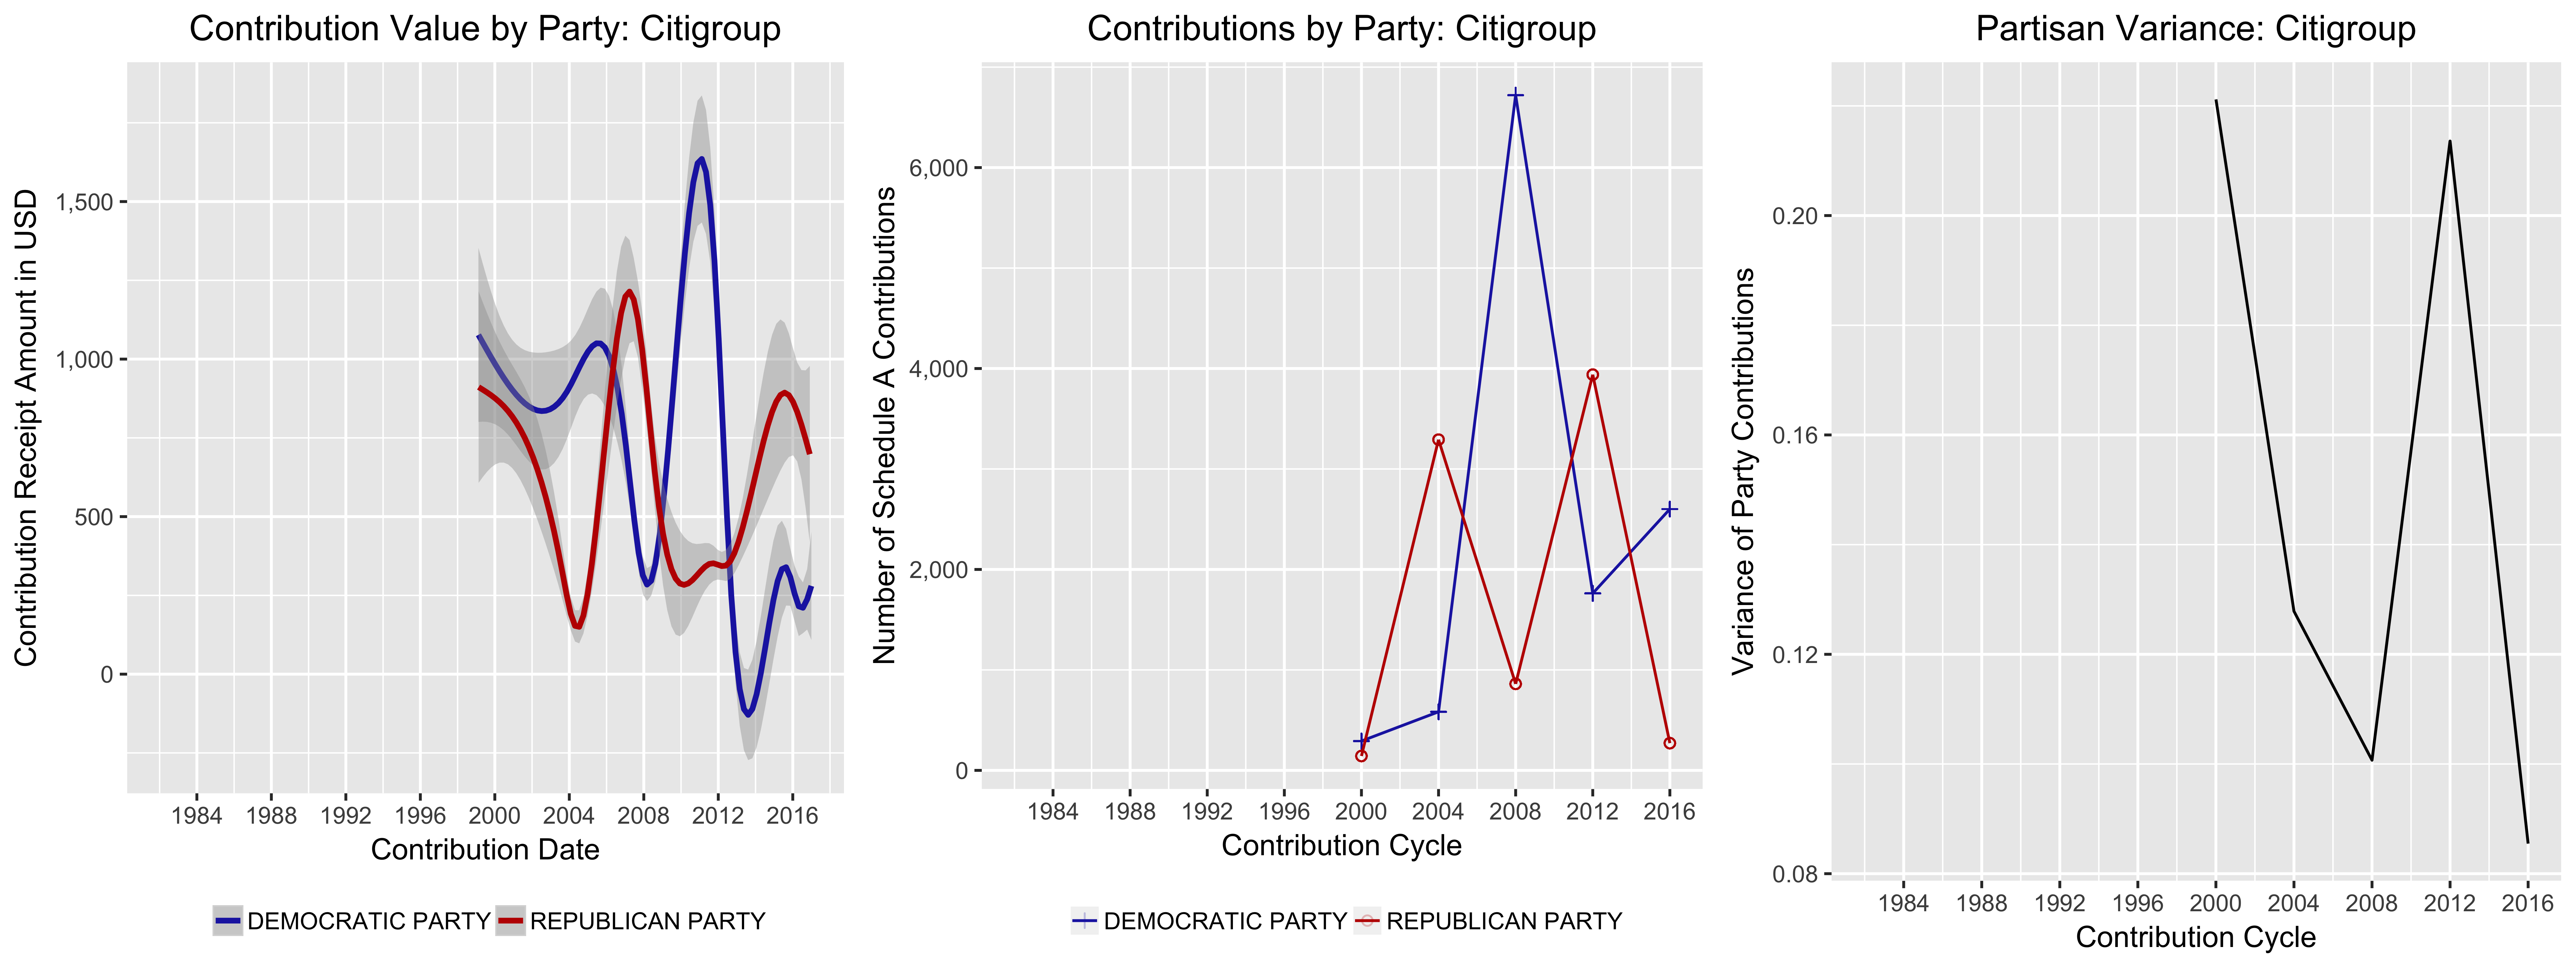 Contribution Value by Party: Citigroup
Contribution Receipt Amount in USD
1,500
1,000
500
0
1984 1988 1992 1996 2000 2004 2008 2012 2016
Contribution Date
DEMOCRATIC PARTY REPUBLICAN PARTY
Contributions by Party: Citigroup
Number of Schedule A Contributions
6,000
4,000
2,000
0
1984 1988 1992 1996 2000 2004 2008 2012 2016
Contribution Cycle
DEMOCRATIC PARTY REPUBLICAN PARTY
Partisan Variance: Citigroup
Variance of Party Contributions
0.20
0.16
0.12
0.08
1984 1988 1992 1996 2000 2004 2008 2012 2016
Contribution Cycle